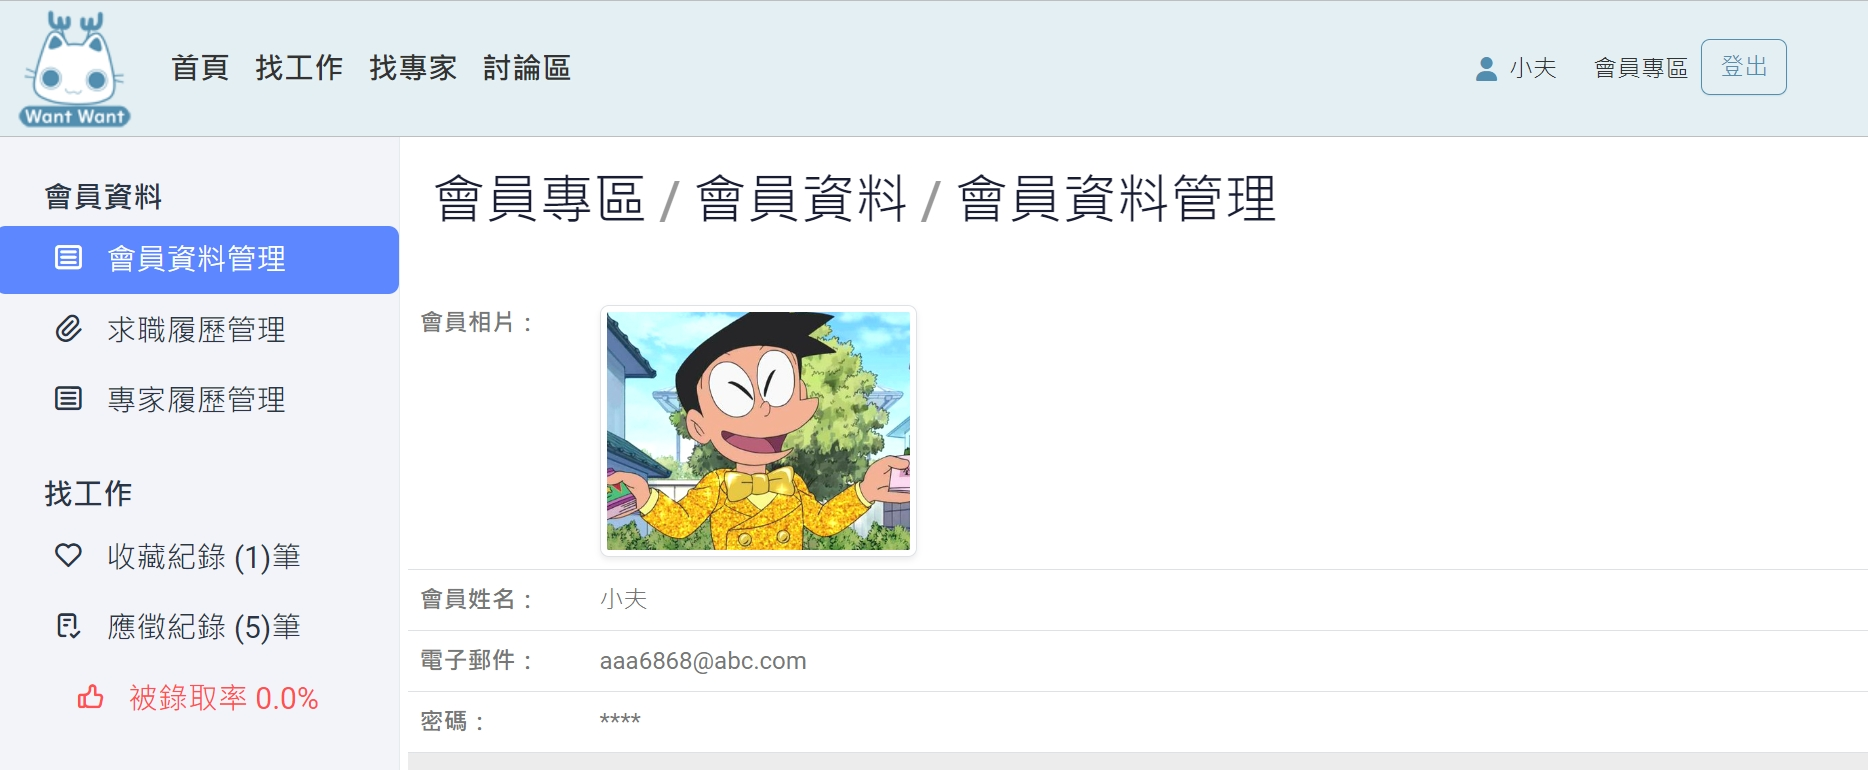 Want Want
首頁 找工作 找專家 討論區
小夫 會員專區 登出
會員資料
會員資料管理
求職履歷管理
專家履歷管理
找工作
收藏紀錄 (1)筆
應徵紀錄 (5)筆
被錄取率 0.0%
會員專區 / 會員資料 / 會員資料管理
會員相片：
會員姓名： 小夫
電子郵件： aaa6868@abc.com
密碼： ****